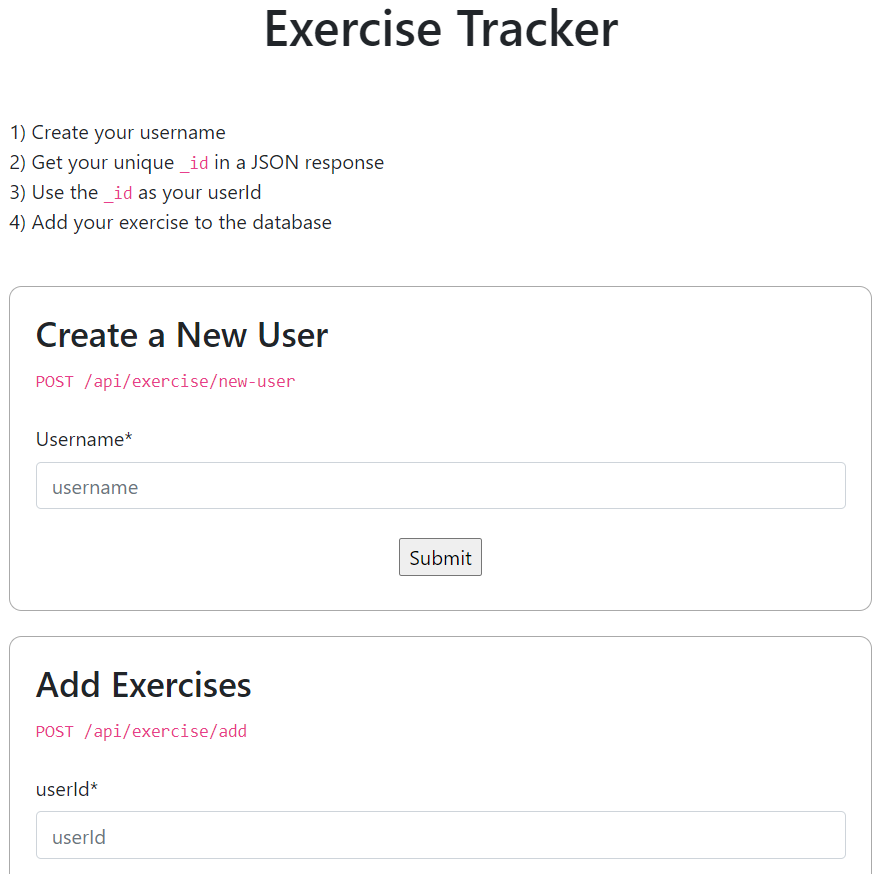 Exercise Tracker
1) Create your username
2) Get your unique _id in a JSON response
3) Use the _id as your userId
4) Add your exercise to the database
Create a New User
POST /api/exercise/new-user
Username*
username
Submit
Add Exercises
POST /api/exercise/add
userId*
userId